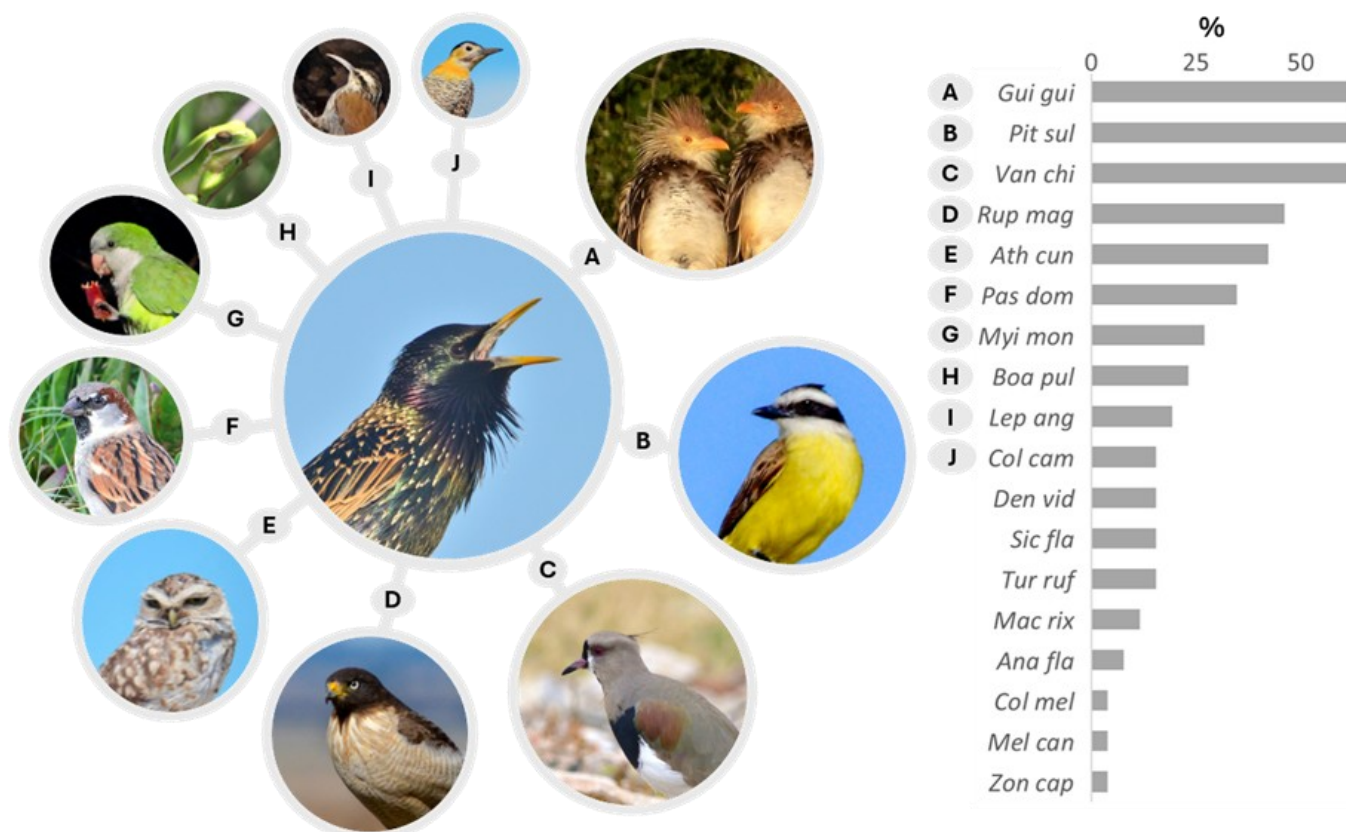 %
0 25 50
A Gui gui
B Pit sul
C Van chi
D Rup mag
E Ath cun
F Pas dom
G Myi mon
H Boa pul
I Lep ang
J Col cam
Den vid
Sic fla
Tur ruf
Mac rix
Ana fla
Col mel
Mel can
Zon cap
A
B
C
D
E
F
G
H
I
J